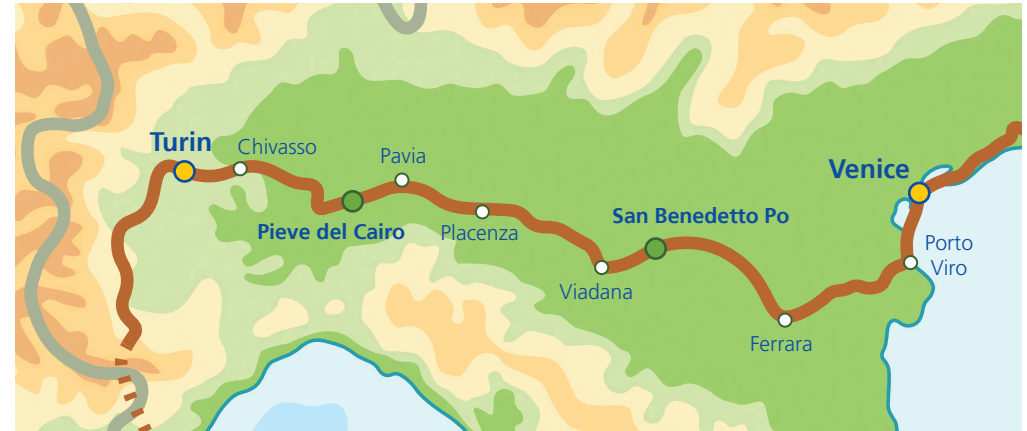 Turin
Chivasso
Pavia
Pieve del Cairo
Placenza
San Benedetto Po
Viadana
Ferrara
Venice
Porto
Viro